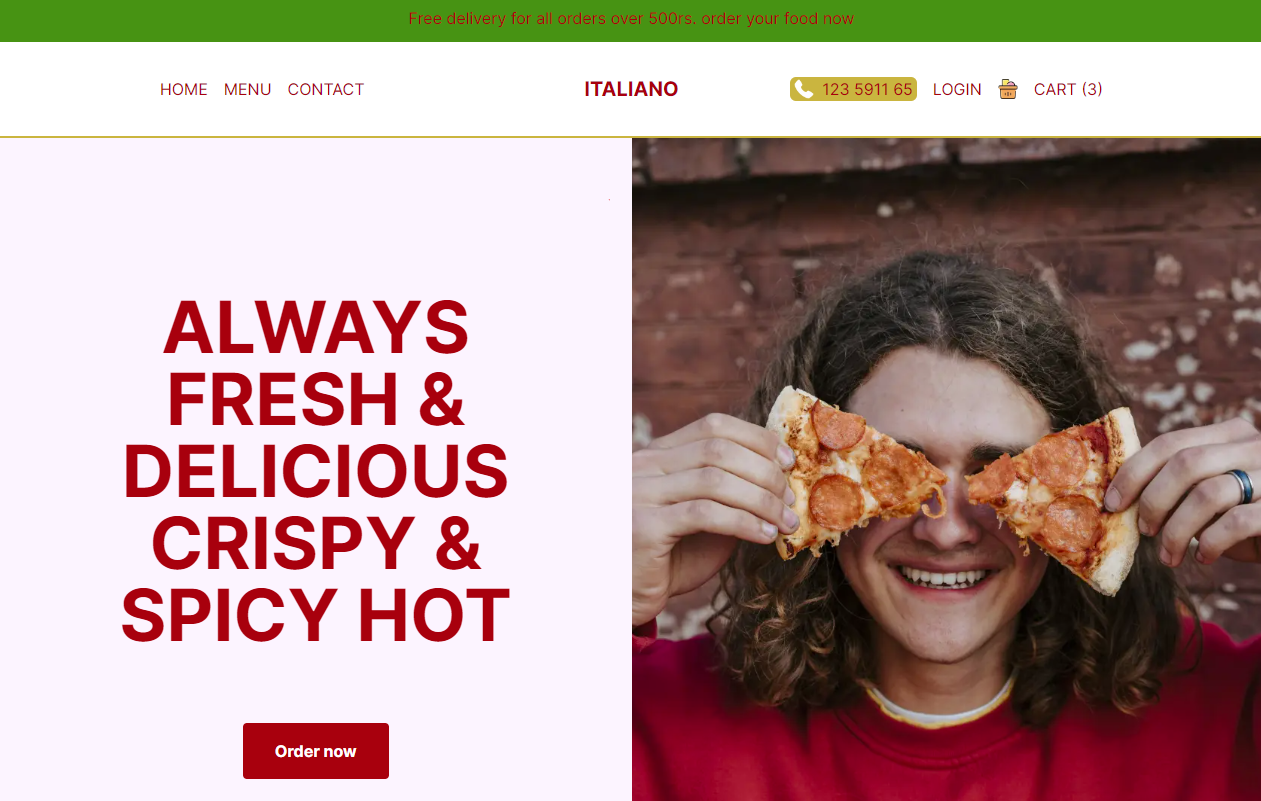 Free delivery for all orders over 500rs. order your food now
HOME MENU CONTACT ITALIANO 123 5911 65 LOGIN CART (3)
ALWAYS
FRESH &
DELICIOUS
CRISPY &
SPICY HOT
Order now